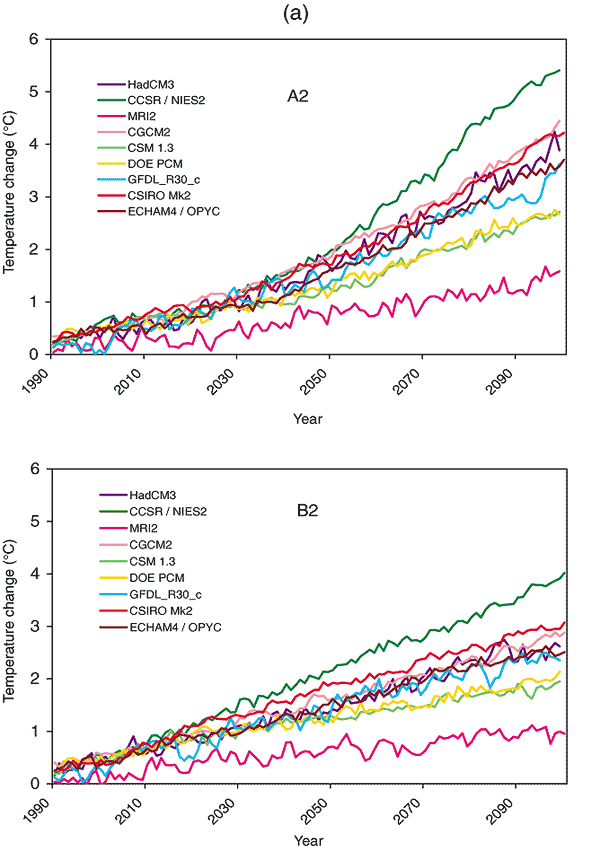 (a)
6
5
4
3
2
1
0
Temperature change (°C)
A2
HadCM3
CCSR / NIES2
MRI2
CGCM2
CSM 1.3
DOE PCM
GFDL_R30_c
CSIRO Mk2
ECHAM4 / OPYC
1990 2010 2030 2050 2070 2090
Year
6
5
4
3
2
1
0
Temperature change (°C)
B2
HadCM3
CCSR / NIES2
MRI2
CGCM2
CSM 1.3
DOE PCM
GFDL_R30_c
CSIRO Mk2
ECHAM4 / OPYC
1990 2010 2030 2050 2070 2090
Year